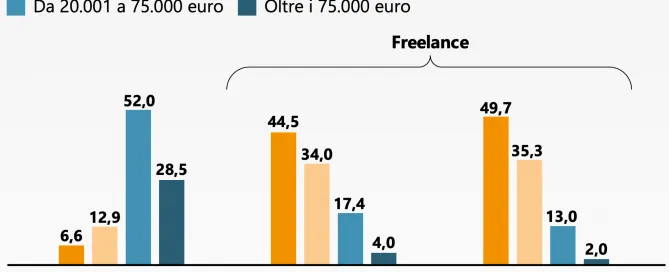 Da 20.001 a 75.000 euro Oltre i 75.000 euro
Freelance
6,6 12,9 52,0 28,5
44,5 34,0 17,4 4,0
49,7 35,3 13,0 2,0